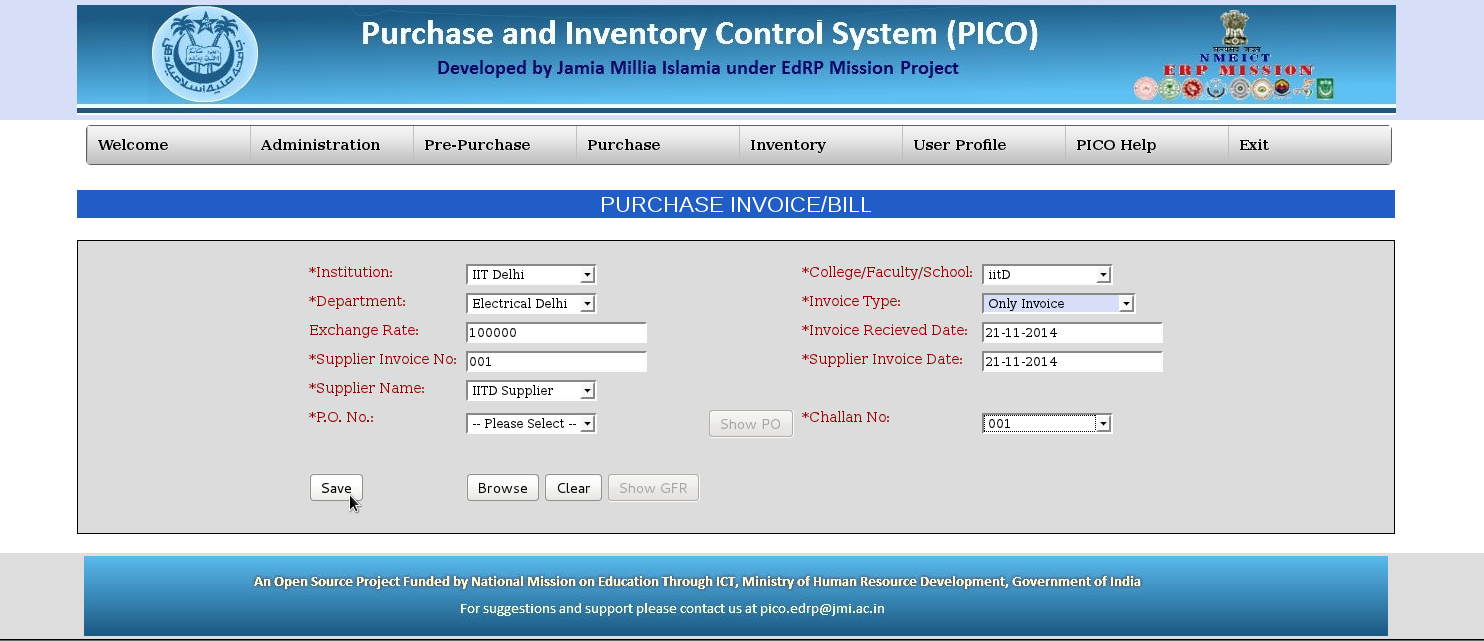 Purchase and Inventory Control System (PICO)
Developed by Jamia Millia Islamia under EdRP Mission Project
NMEICT
ERP MISSION
Welcome Administration Pre-Purchase Purchase Inventory User Profile PICO Help Exit
PURCHASE INVOICE/BILL
*Institution: IIT Delhi *College/Faculty/School: iitD
*Department: Electrical Delhi *Invoice Type: Only Invoice
Exchange Rate: 100000 *Invoice Recieved Date: 21-11-2014
*Supplier Invoice No: 001 *Supplier Invoice Date: 21-11-2014
*Supplier Name: IITD Supplier
*P.O. No.: -- Please Select -- Show PO *Challan No: 001
Save Browse Clear Show GFR
An Open Source Project Funded by National Mission on Education Through ICT, Ministry of Human Resource Development, Government of India
For suggestions and support please contact us at pico.edrp@jmi.ac.in